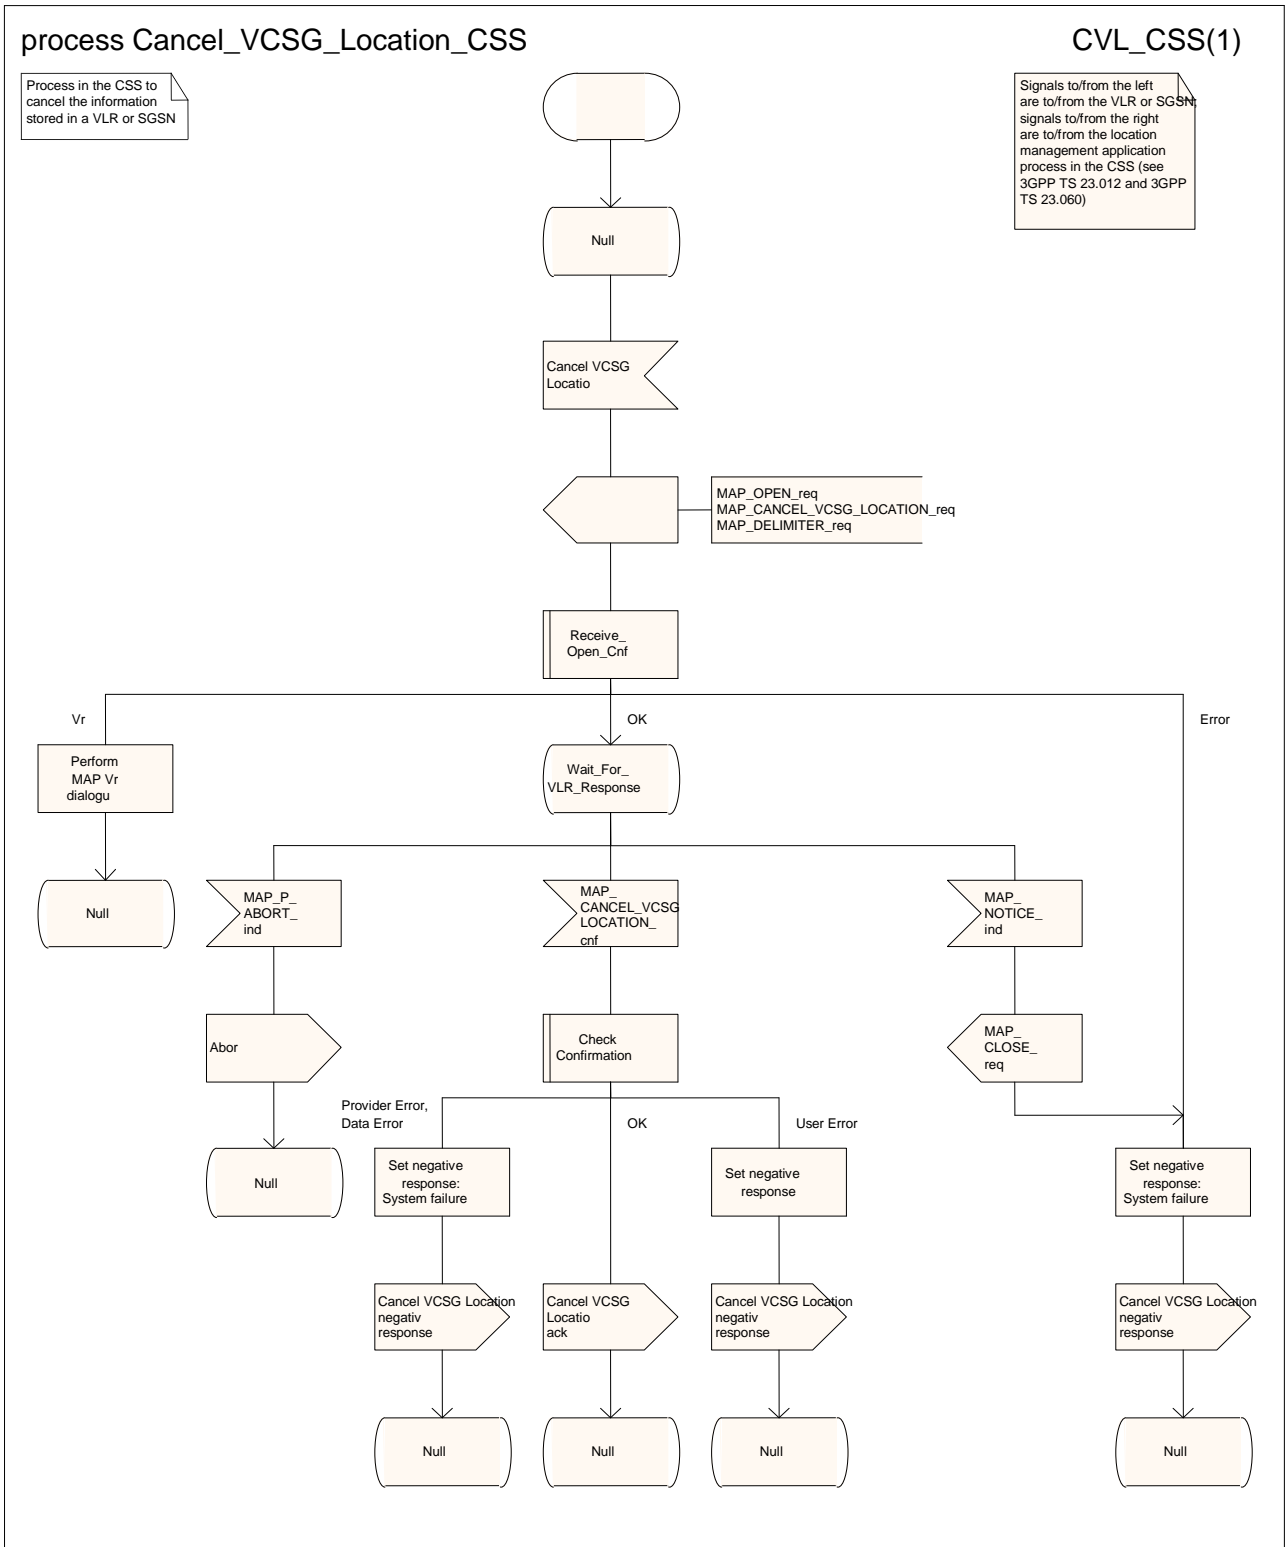 process Cancel_VCSG_Location_CSS
CVL_CSS(1)
Process in the CSS to
cancel the information
stored in a VLR or SGSN
Signals to/from the left
are to/from the VLR or SGSN;
signals to/from the right
are to/from the location
management application
process in the CSS (see
3GPP TS 23.012 and 3GPP
TS 23.060)
Null
Cancel VCSG
Locatio
MAP_OPEN_req
MAP_CANCEL_VCSG_LOCATION_req
MAP_DELIMITER_req
Receive_
Open_Cnf
Vr
OK
Error
Perform
MAP Vr
dialogu
Wait_For_
VLR_Response
Null
MAP_P_
ABORT_
ind
MAP_
CANCEL_VCSG
LOCATION_
cnf
MAP_
NOTICE_
ind
Abor
Check
Confirmation
MAP_
CLOSE_
req
Provider Error,
Data Error
OK
User Error
Null
Set negative
response:
System failure
Set negative
response
Set negative
response:
System failure
Cancel VCSG Location
negativ
response
Cancel VCSG
Locatio
ack
Cancel VCSG Location
negativ
response
Cancel VCSG Location
negativ
response
Null
Null
Null
Null